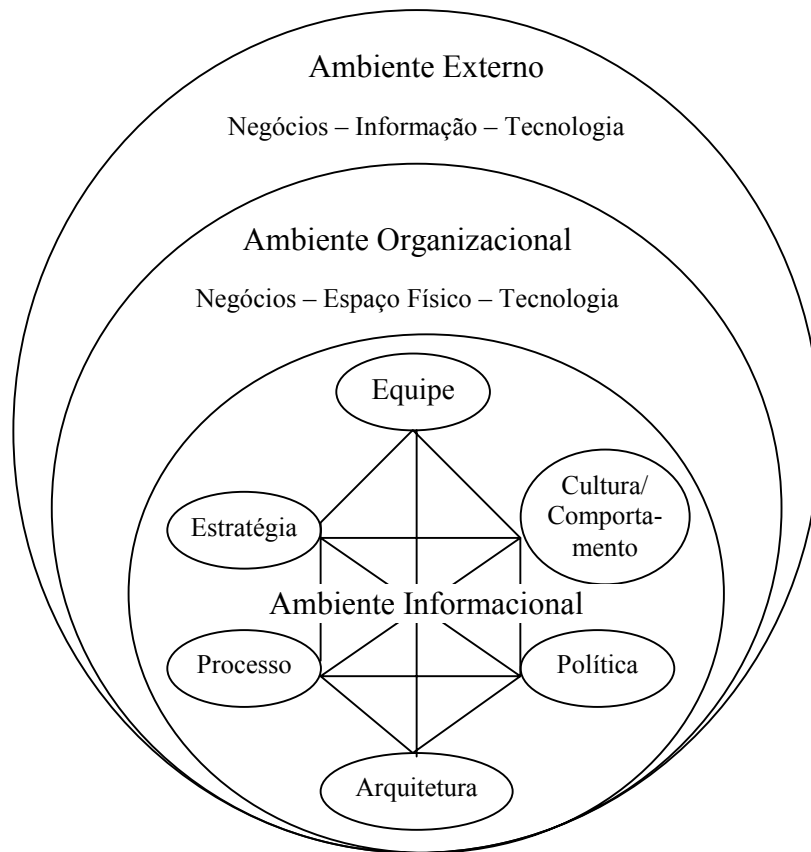 Ambiente Externo
Negócios – Informação – Tecnologia
Ambiente Organizacional
Negócios – Espaço Físico – Tecnologia
Equipe
Estratégia
Cultura/
Comporta-
mento
Ambiente Informacional
Processo
Política
Arquitetura